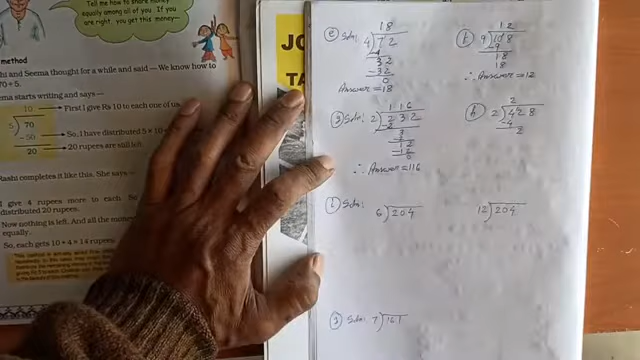 Tell me how to share money
equally among all of you. If you
are right, you get this money
method
hi and Seema thought for a while and said — We know how to
70 ÷ 5.
eema starts writing and says —
10 First I give Rs 10 to each one of us
5)70
-50 So, I have distributed 5 × 10
20 20 rupees are still left
Rashi completes it like this. She says —
I give 4 rupees more to each. So
distributed 20 rupees.
Now nothing is left. And all the money
equally.
So, each gets 10 + 4 = 14 rupees.
JO
TA
(e) Soln:
18
4)72
32
-32
0
Answer = 18
12
9)108
9
18
18
∴ Answer = 12
(g) Soln:
116
2)232
12
-12
0
∴ Answer = 116
(h)
2
2)428
-4
2
(i) Soln:
6)204
12)204
(j) Soln: 7)161